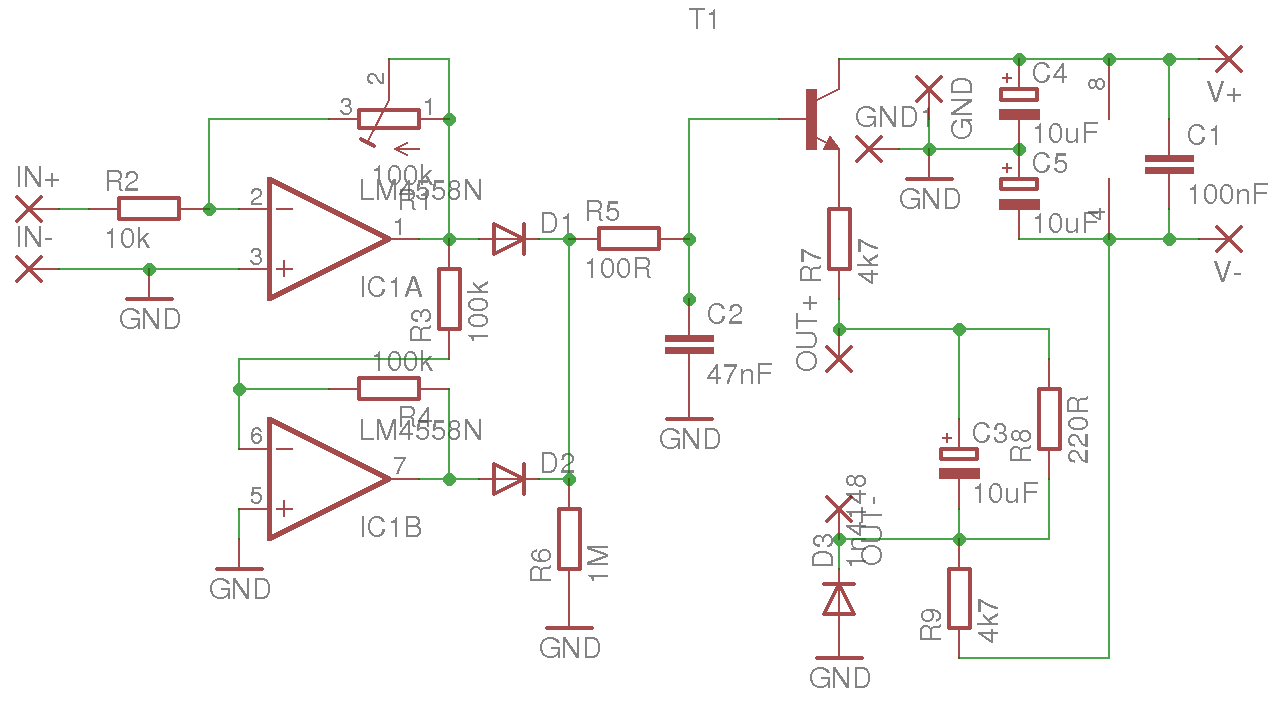 T1
2
3
1
100k
R1
IN+
R2
10k
IN-
2
3
LM4558N
1
IC1A
GND
D1
R5
100R
R3
100k
100k
R4
LM4558N
6
5
7
IC1B
GND
D2
R6
1M
GND
C2
47nF
GND
GND1
GND
GND
C4
10uF
C5
10uF
8
4
V+
C1
100nF
V-
R7
4k7
OUT+
C3
10uF
R8
220R
OUT-
D3
1n4148
GND
R9
4k7